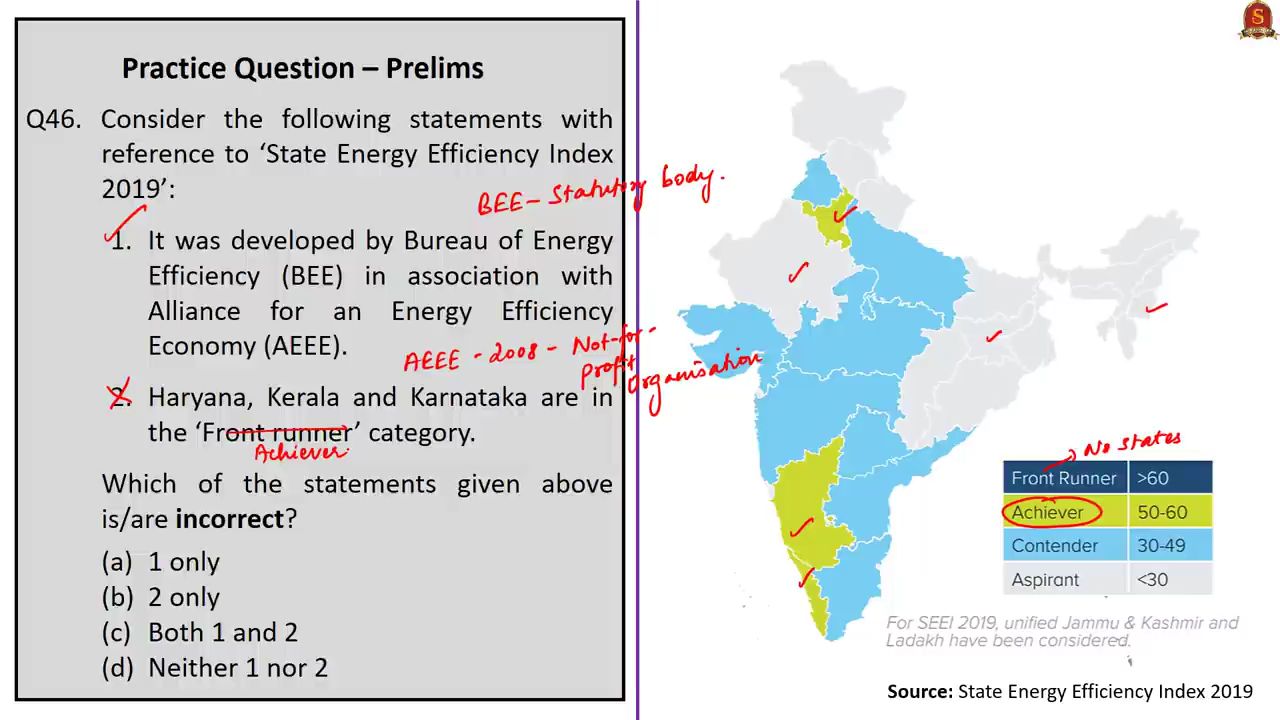 Practice Question – Prelims
Q46. Consider the following statements with
reference to ‘State Energy Efficiency Index
2019’:
BEE – Statutory body.
1. It was developed by Bureau of Energy
Efficiency (BEE) in association with
Alliance for an Energy Efficiency
Economy (AEEE).
AEEE - 2008 - Not-for-
profit
organisation
2. Haryana, Kerala and Karnataka are in
the ‘Front runner’ category.
Achiever.
Which of the statements given above
is/are incorrect?
(a) 1 only
(b) 2 only
(c) Both 1 and 2
(d) Neither 1 nor 2
S
No states
Front Runner >60
Achiever 50-60
Contender 30-49
Aspirant <30
For SEEI 2019, unified Jammu & Kashmir and
Ladakh have been considered.
Source: State Energy Efficiency Index 2019